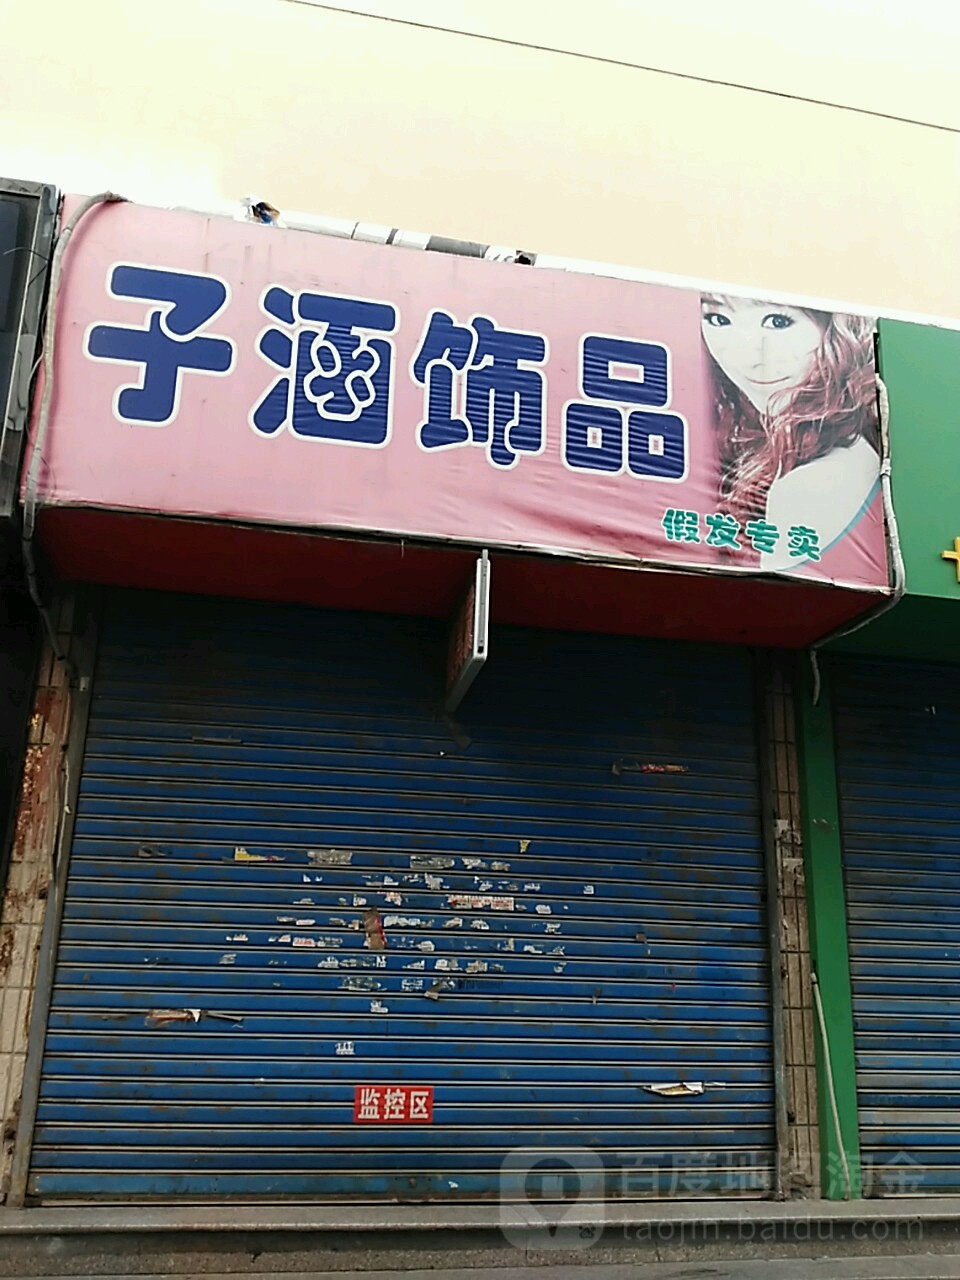 子涵饰品
假发专卖
监控区
百度地图淘金
taojin.baidu.com